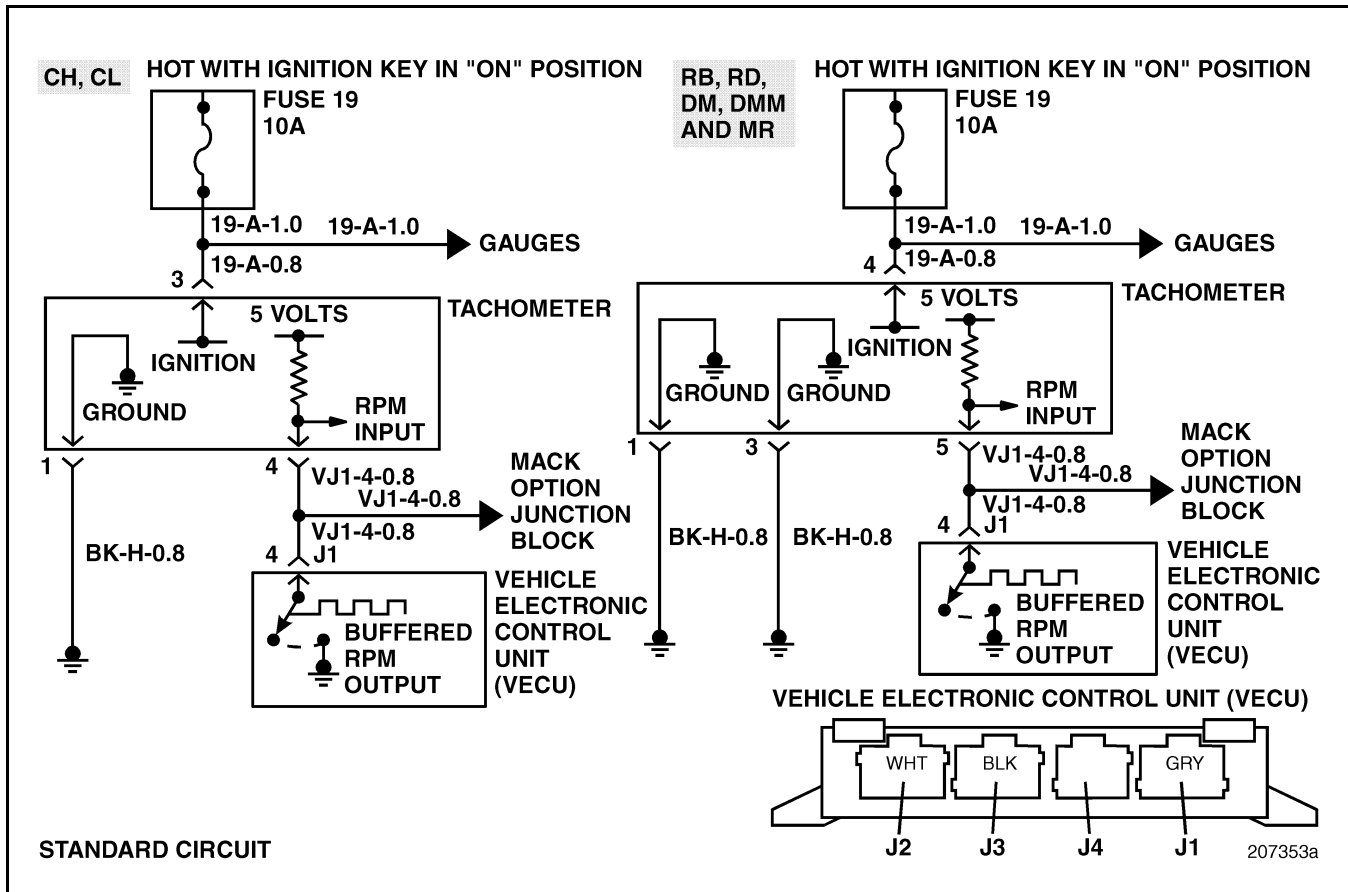 CH, CL
HOT WITH IGNITION KEY IN "ON" POSITION
FUSE 19
10A
19-A-1.0
19-A-1.0
GAUGES
19-A-0.8
3
TACHOMETER
5 VOLTS
IGNITION
GROUND
RPM
INPUT
1
4
VJ1-4-0.8
VJ1-4-0.8
MACK
OPTION
JUNCTION
BLOCK
VJ1-4-0.8
4
J1
BK-H-0.8
VEHICLE
ELECTRONIC
CONTROL
UNIT
(VECU)
BUFFERED
RPM
OUTPUT
RB, RD,
DM, DMM
AND MR
HOT WITH IGNITION KEY IN "ON" POSITION
FUSE 19
10A
19-A-1.0
19-A-1.0
GAUGES
19-A-0.8
4
TACHOMETER
5 VOLTS
IGNITION
GROUND
GROUND
RPM
INPUT
1
3
5
VJ1-4-0.8
VJ1-4-0.8
MACK
OPTION
JUNCTION
BLOCK
VJ1-4-0.8
4
J1
BK-H-0.8
BK-H-0.8
VEHICLE
ELECTRONIC
CONTROL
UNIT
(VECU)
BUFFERED
RPM
OUTPUT
VEHICLE ELECTRONIC CONTROL UNIT (VECU)
WHT
BLK
GRY
J2
J3
J4
J1
STANDARD CIRCUIT
207353a